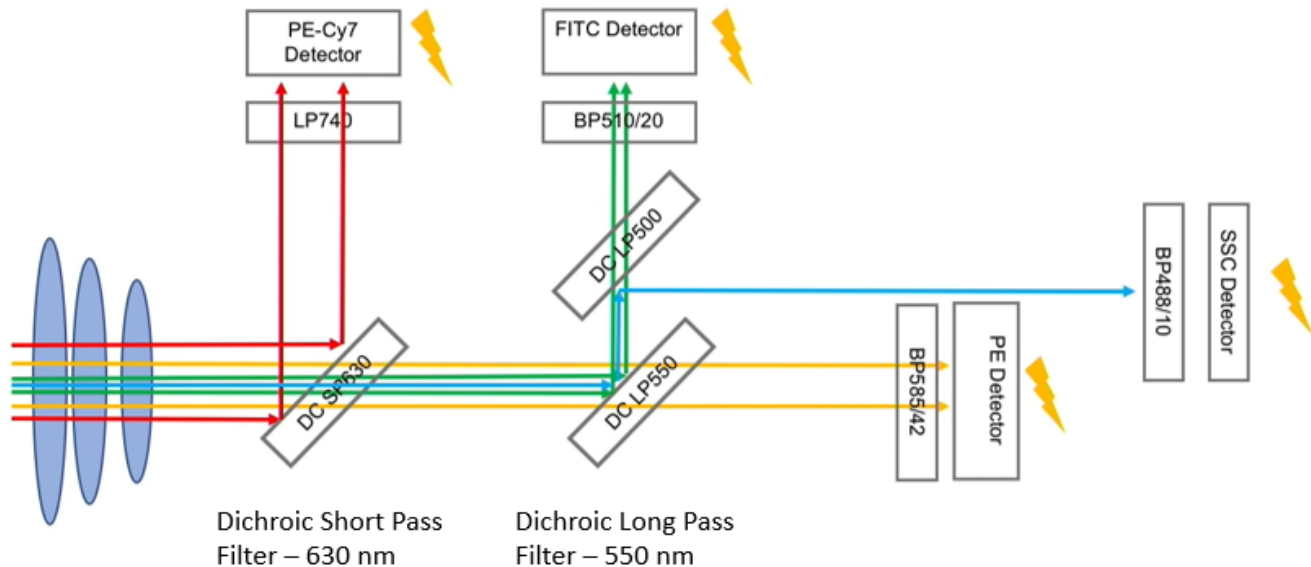 PE-Cy7
Detector
FITC Detector
LP740
BP510/20
DC LP500
BP488/10
SSC Detector
DC SP630
DC LP550
BP585/42
PE Detector
Dichroic Short Pass
Filter – 630 nm
Dichroic Long Pass
Filter – 550 nm